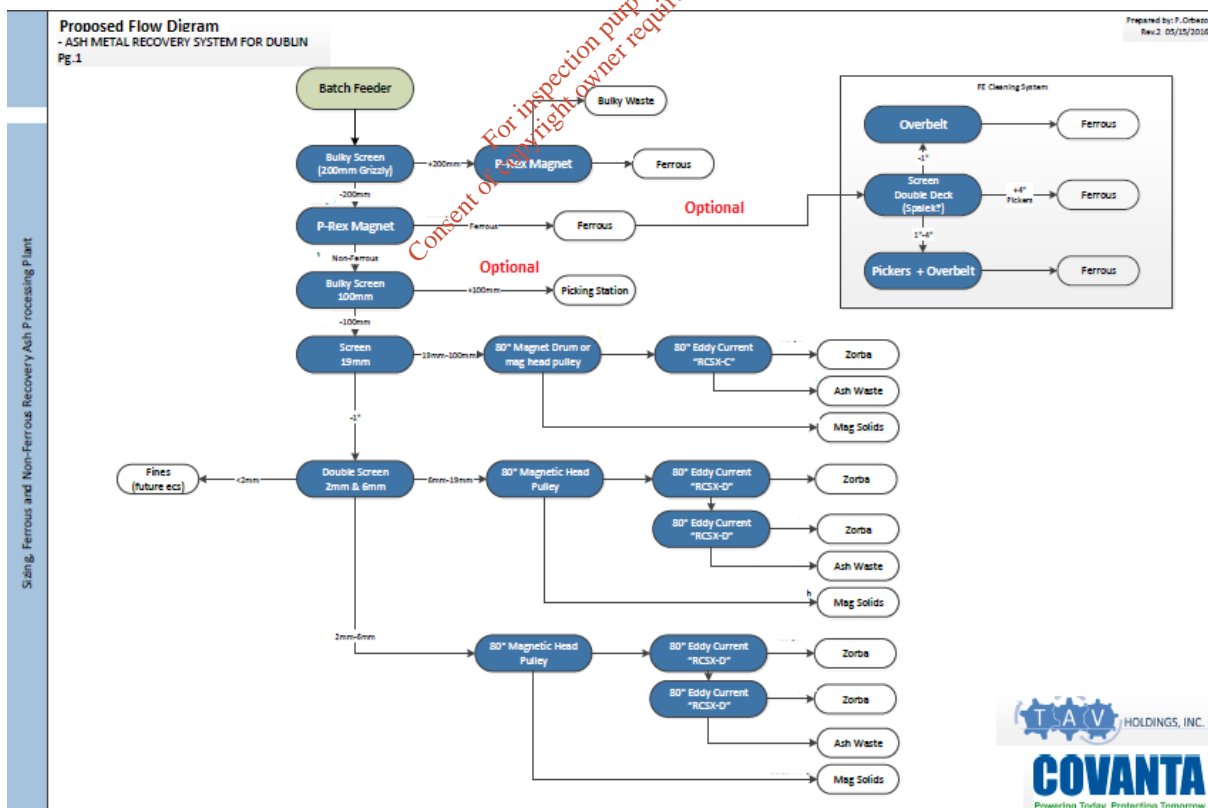 Proposed Flow Digram
- ASH METAL RECOVERY SYSTEM FOR DUBLIN
Pg.1
Prepared by: P.Orbezo
Rev.2 05/15/2016
For inspection purp
Consent of copyright owner requir
Sizing, Ferrous and Non-Ferrous Recovery Ash Processing Plant
Batch Feeder
Bulky Waste
Bulky Screen
(200mm Grizzly)
+200mm
P-Rex Magnet
Ferrous
-200mm
P-Rex Magnet
Ferrous
Ferrous
Optional
Non-Ferrous
Optional
Bulky Screen
100mm
+100mm
Picking Station
-100mm
FE Cleaning System
Overbelt
Ferrous
-1"
Screen
Double Deck
(Spalek?)
+4"
Pickers
Ferrous
1"-4"
Pickers + Overbelt
Ferrous
Screen
19mm
19mm-100mm
80" Magnet Drum or
mag head pulley
80" Eddy Current
"RCSX-C"
Zorba
Ash Waste
Mag Solids
-1"
Fines
(future ecs)
<2mm
Double Screen
2mm & 6mm
6mm-19mm
80" Magnetic Head
Pulley
80" Eddy Current
"RCSX-D"
Zorba
80" Eddy Current
"RCSX-D"
Zorba
Ash Waste
h
Mag Solids
2mm-6mm
80" Magnetic Head
Pulley
80" Eddy Current
"RCSX-D"
Zorba
80" Eddy Current
"RCSX-D"
Zorba
Ash Waste
Mag Solids
TAV HOLDINGS, INC.
COVANTA
Powering Today. Protecting Tomorrow